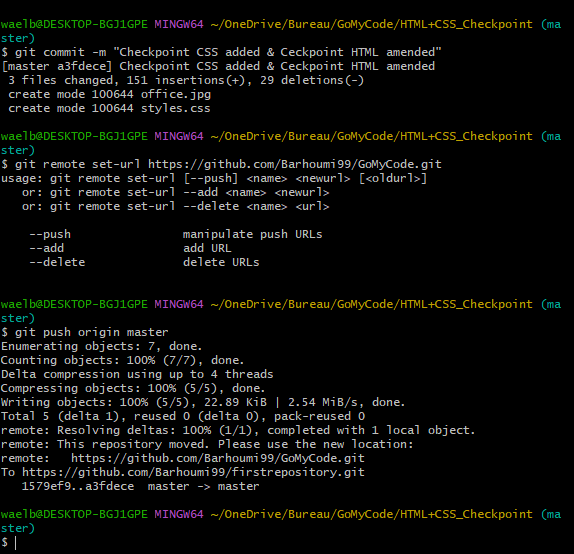 waelb@DESKTOP-BGJ1GPE MINGW64 ~/OneDrive/Bureau/GoMyCode/HTML+CSS_Checkpoint (ma
ster)
$ git commit -m "Checkpoint CSS added & Ceckpoint HTML amended"
[master a3fdece] Checkpoint CSS added & Ceckpoint HTML amended
 3 files changed, 151 insertions(+), 29 deletions(-)
 create mode 100644 office.jpg
 create mode 100644 styles.css

waelb@DESKTOP-BGJ1GPE MINGW64 ~/OneDrive/Bureau/GoMyCode/HTML+CSS_Checkpoint (ma
ster)
$ git remote set-url https://github.com/Barhoumi99/GoMyCode.git
usage: git remote set-url [--push] <name> <newurl> [<oldurl>]
   or: git remote set-url --add <name> <newurl>
   or: git remote set-url --delete <name> <url>

    --push                manipulate push URLs
    --add                 add URL
    --delete              delete URLs


waelb@DESKTOP-BGJ1GPE MINGW64 ~/OneDrive/Bureau/GoMyCode/HTML+CSS_Checkpoint (ma
ster)
$ git push origin master
Enumerating objects: 7, done.
Counting objects: 100% (7/7), done.
Delta compression using up to 4 threads
Compressing objects: 100% (5/5), done.
Writing objects: 100% (5/5), 22.89 KiB | 2.54 MiB/s, done.
Total 5 (delta 1), reused 0 (delta 0), pack-reused 0
remote: Resolving deltas: 100% (1/1), completed with 1 local object.
remote: This repository moved. Please use the new location:
remote:   https://github.com/Barhoumi99/GoMyCode.git
To https://github.com/Barhoumi99/firstrepository.git
   1579ef9..a3fdece  master -> master

waelb@DESKTOP-BGJ1GPE MINGW64 ~/OneDrive/Bureau/GoMyCode/HTML+CSS_Checkpoint (ma
ster)
$